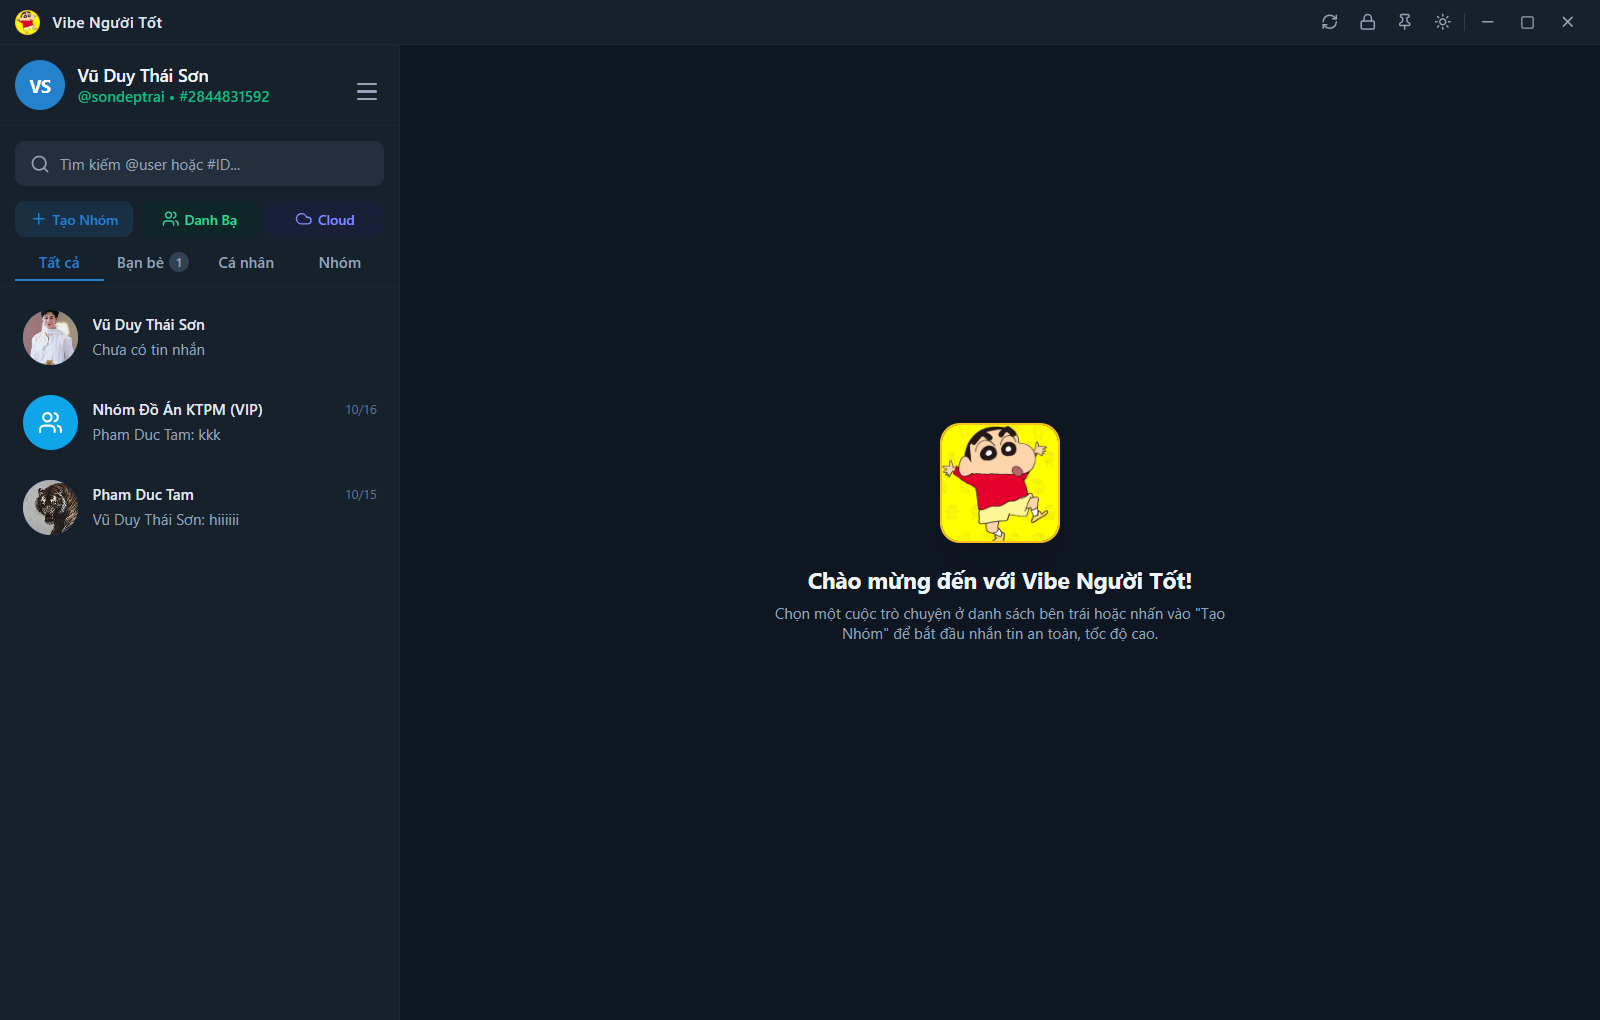 Vibe Người Tốt
VS
Vũ Duy Thái Sơn
@sondeptrai • #2844831592
Tìm kiếm @user hoặc #ID...
Tạo Nhóm
Danh Bạ
Cloud
Tất cả
Bạn bè 1
Cá nhân
Nhóm
Vũ Duy Thái Sơn
Chưa có tin nhắn
Nhóm Đồ Án KTPM (VIP) 10/16
Pham Duc Tam: kkk
Pham Duc Tam 10/15
Vũ Duy Thái Sơn: hiiiiii
Chào mừng đến với Vibe Người Tốt!
Chọn một cuộc trò chuyện ở danh sách bên trái hoặc nhấn vào "Tạo
Nhóm" để bắt đầu nhắn tin an toàn, tốc độ cao.